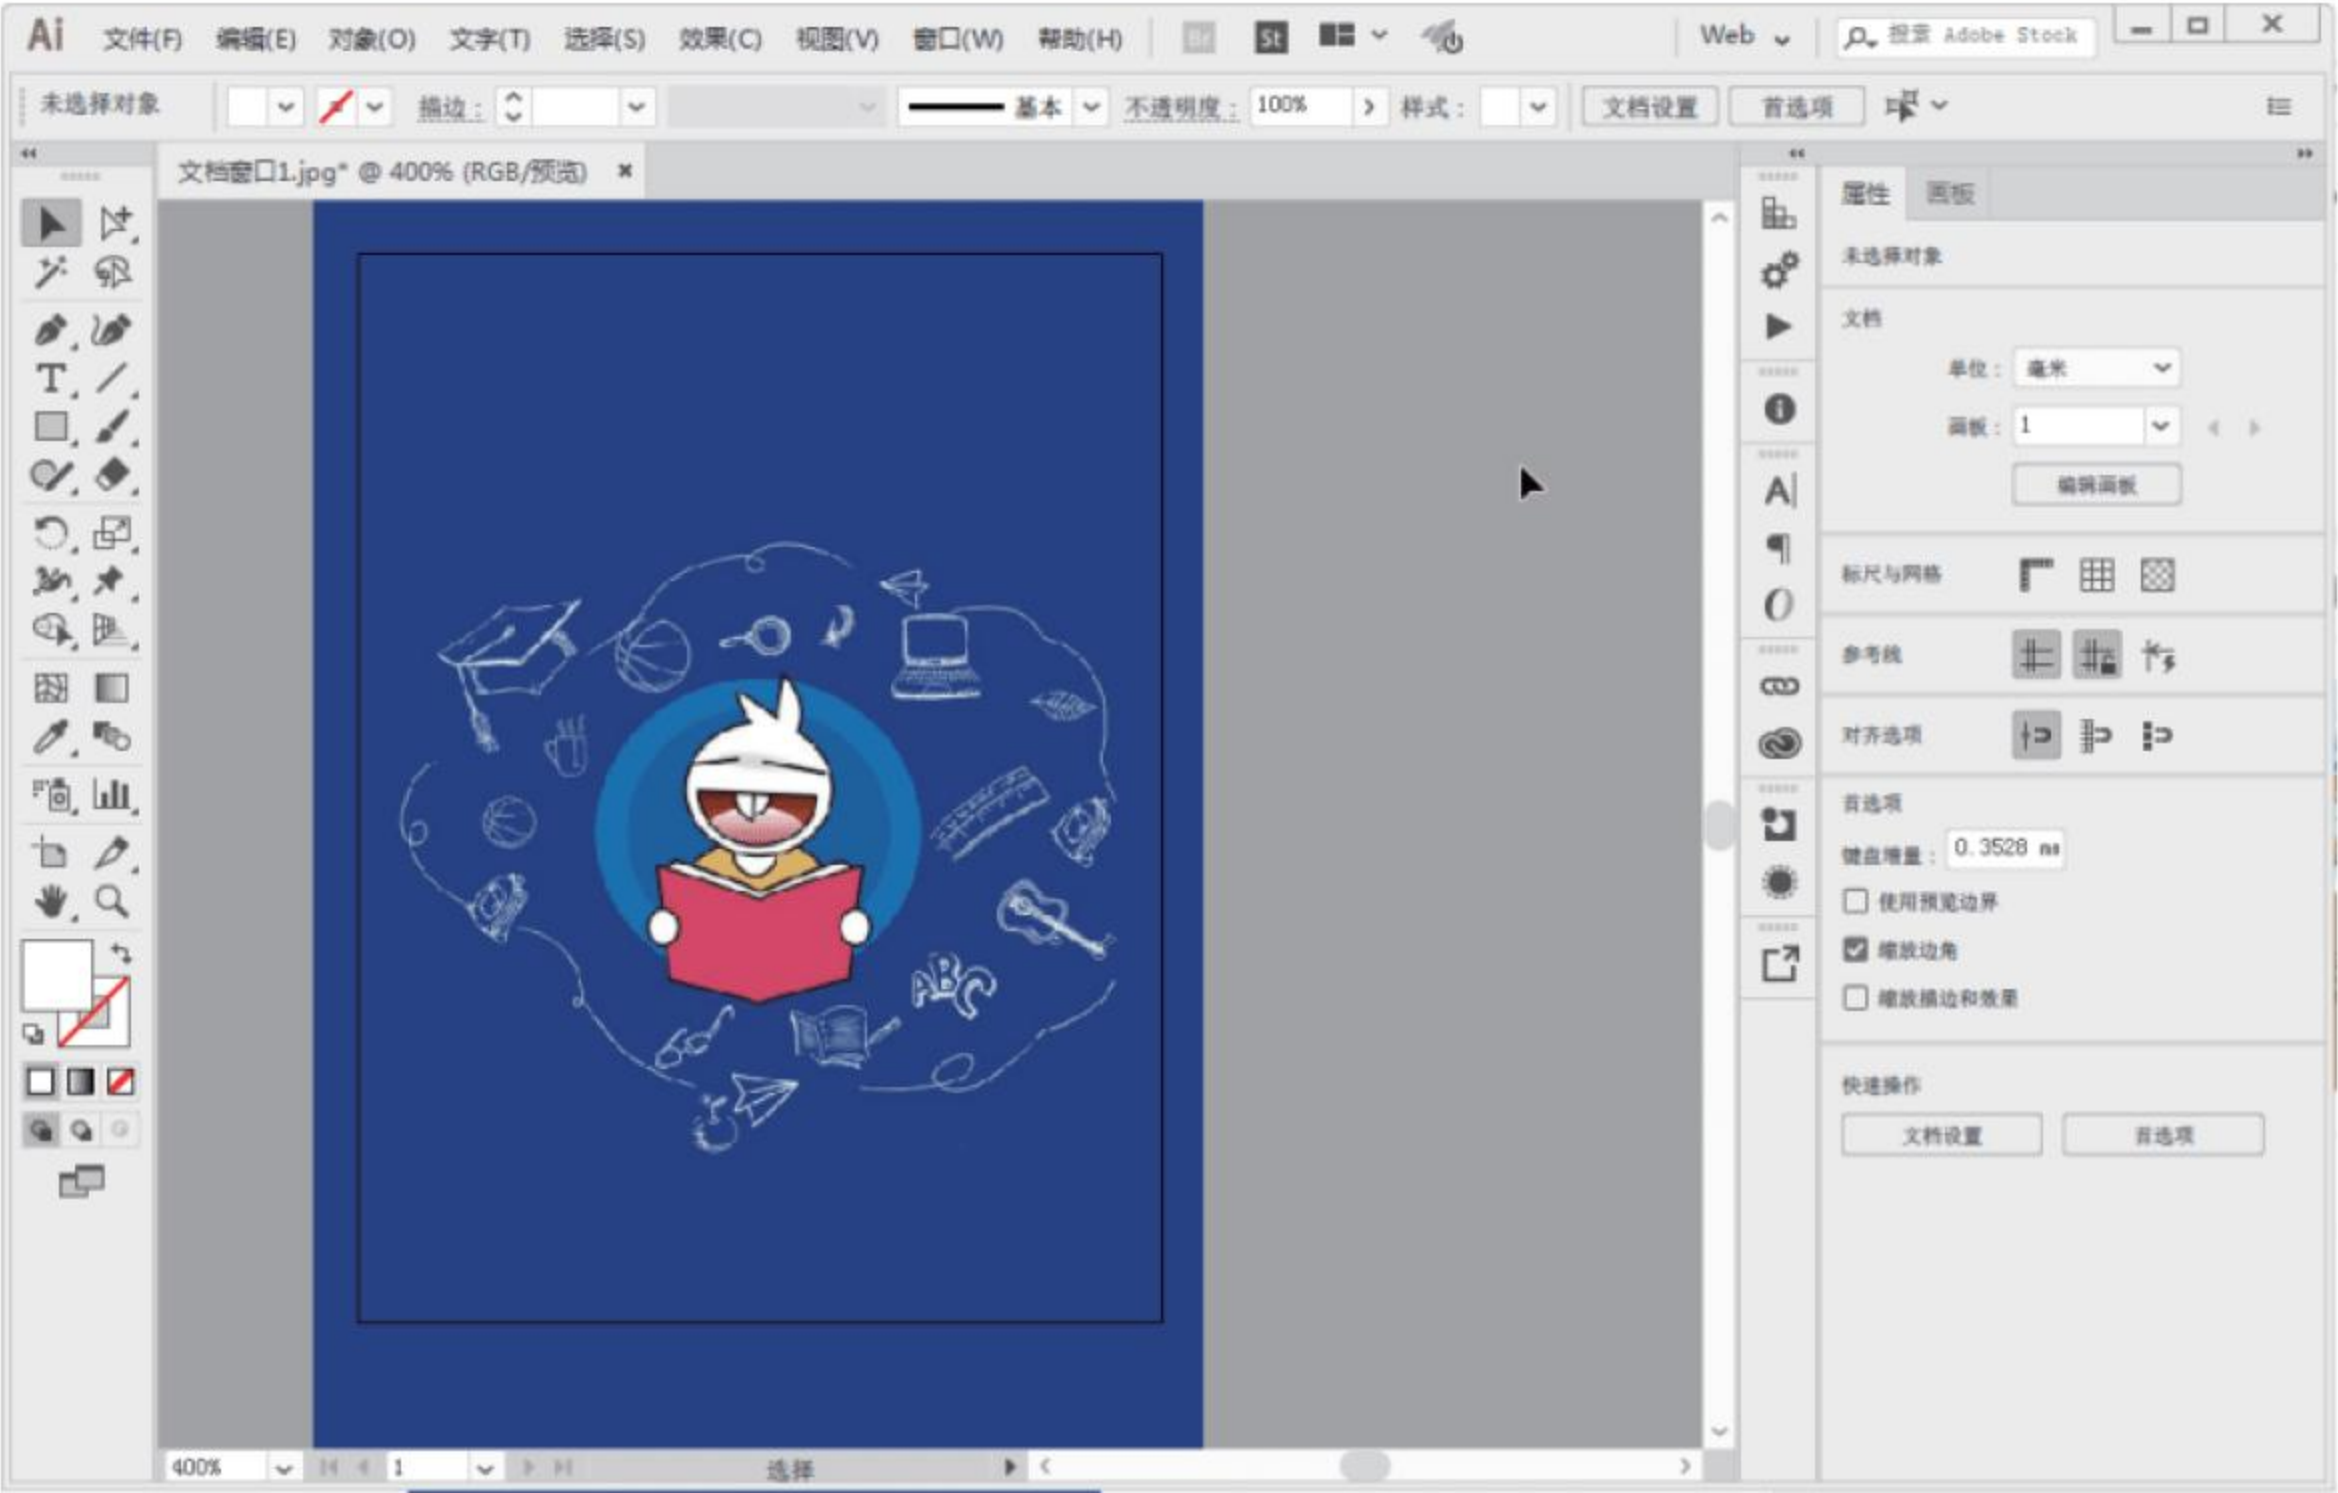 Ai 文件(F) 编辑(E) 对象(O) 文字(T) 选择(S) 效果(C) 视图(V) 窗口(W) 帮助(H) Br St Web 搜索 Adobe Stock
未选择对象 描边: 基本 不透明度: 100% 样式: 文档设置 首选项
文档窗口1.jpg* @ 400% (RGB/预览)
属性 画板
未选择对象
文档
单位: 毫米
画板: 1
编辑画板
标尺与网格
参考线
对齐选项
首选项
键盘增量: 0.3528 mm
使用预览边界
缩放边角
缩放描边和效果
快速操作
文档设置 首选项
ABC
400% 1 选择